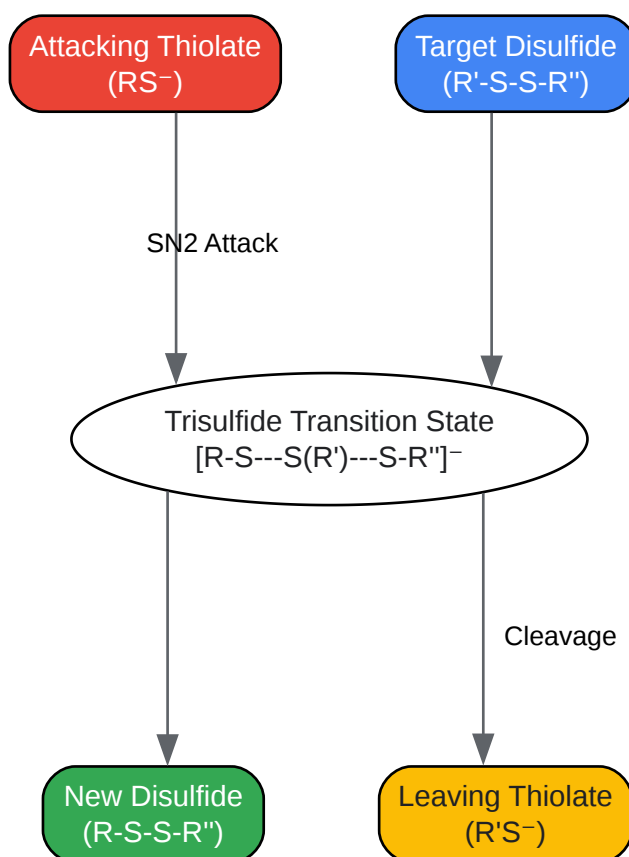 Attacking Thiolate
(RS⁻)
Target Disulfide
(R'-S-S-R'')
SN2 Attack
Trisulfide Transition State
[R-S---S(R')---S-R'']⁻
Cleavage
New Disulfide
(R-S-S-R'')
Leaving Thiolate
(R'S⁻)